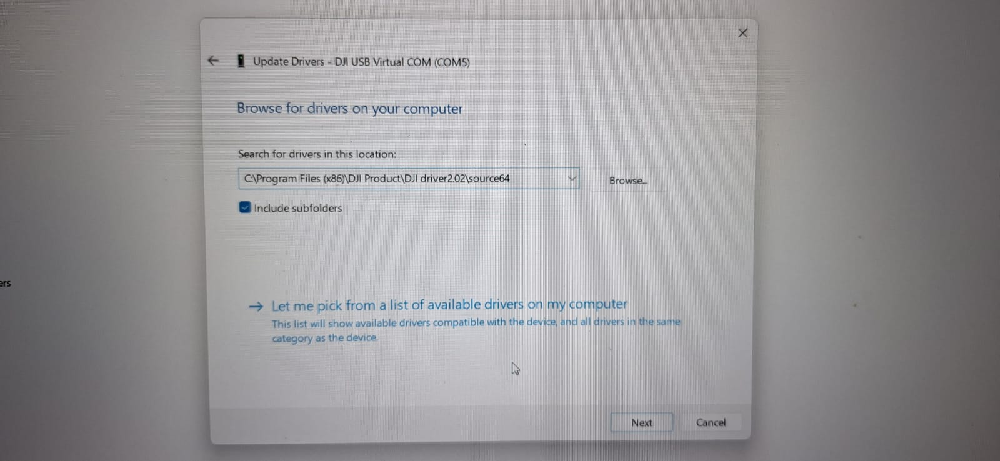 Update Drivers - DJI USB Virtual COM (COM5)
Browse for drivers on your computer
Search for drivers in this location:
C:\Program Files (x86)\DJI Product\DJI driver2.02\source64
Browse...
Include subfolders
ers
Let me pick from a list of available drivers on my computer
This list will show available drivers compatible with the device, and all drivers in the same
category as the device.
Next
Cancel